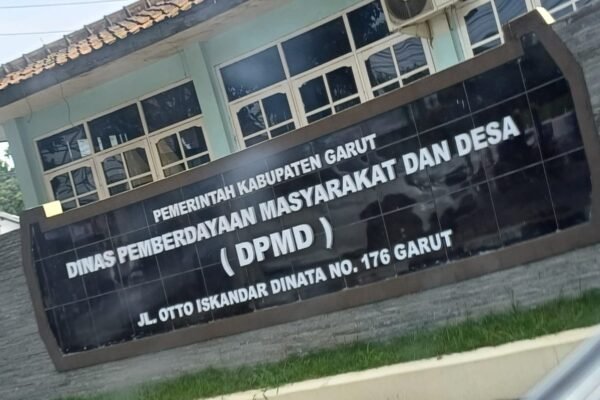 PEMERINTAH KABUPATEN GARUT
DINAS PEMBERDAYAAN MASYARAKAT DAN DESA
( DPMD )
JL. OTTO ISKANDAR DINATA NO. 176 GARUT